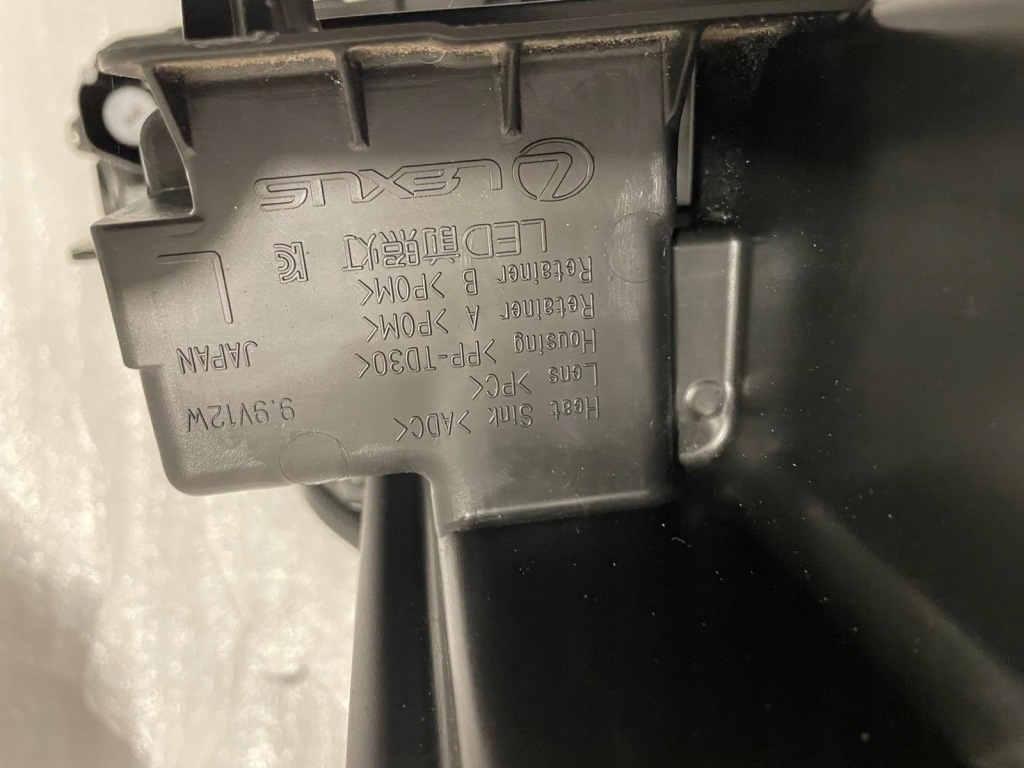 Heat Sink >ADC<
Lens >PC<
Housing >PP-TD30<
Retainer A >POM<
Retainer B >POM<
LED前照灯
LEXUS
9.9V12W
JAPAN
L